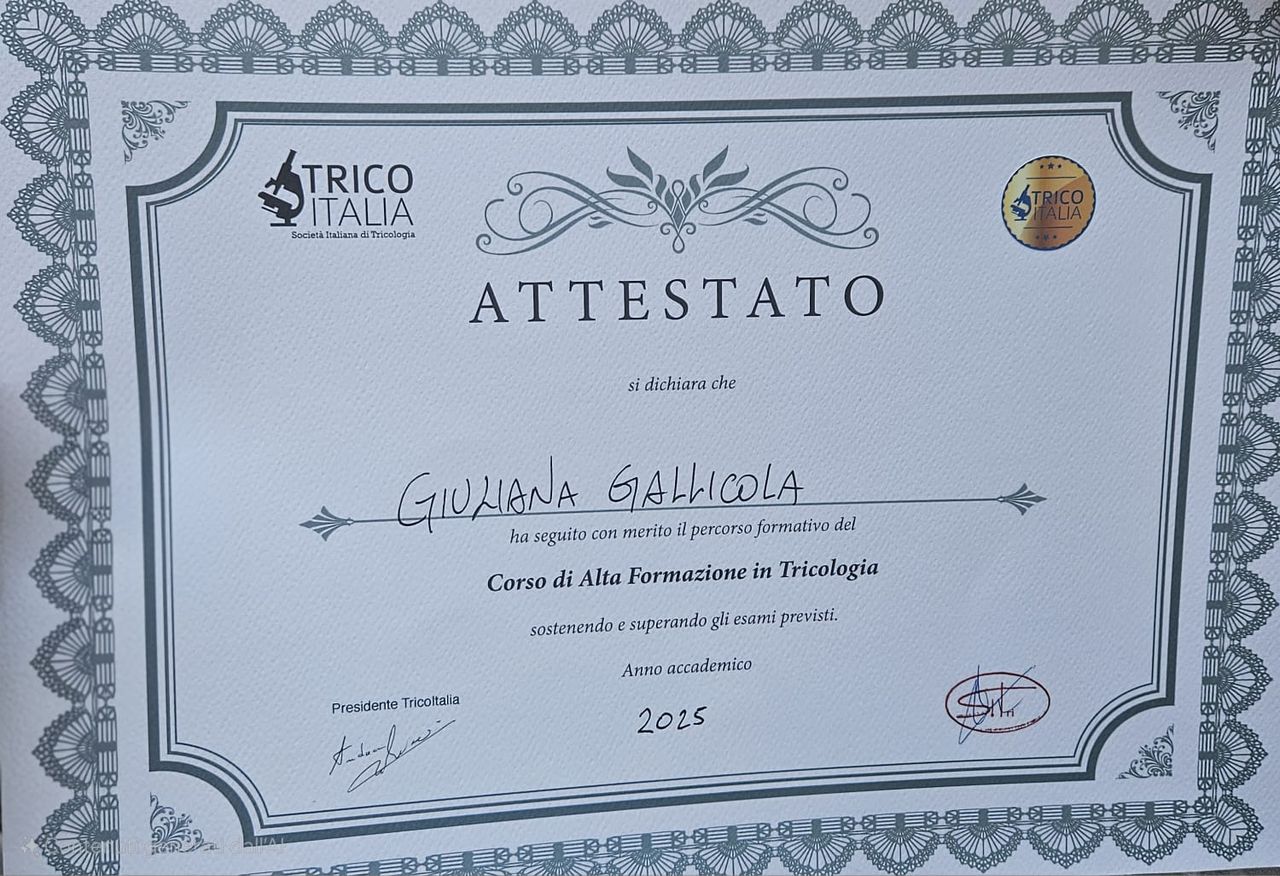 TRICO
ITALIA
Società Italiana di Tricologia
TRICO
ITALIA
ATTESTATO
si dichiara che
GIULIANA GALLICOLA
ha seguito con merito il percorso formativo del
Corso di Alta Formazione in Tricologia
sostenendo e superando gli esami previsti.
Anno accademico
Presidente TricoItalia
2025